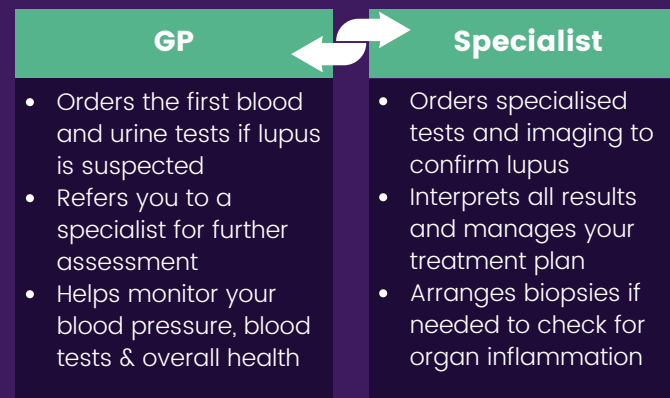 GP
• Orders the first blood
and urine tests if lupus
is suspected
• Refers you to a
specialist for further
assessment
• Helps monitor your
blood pressure, blood
tests & overall health
Specialist
• Orders specialised
tests and imaging to
confirm lupus
• Interprets all results
and manages your
treatment plan
• Arranges biopsies if
needed to check for
organ inflammation